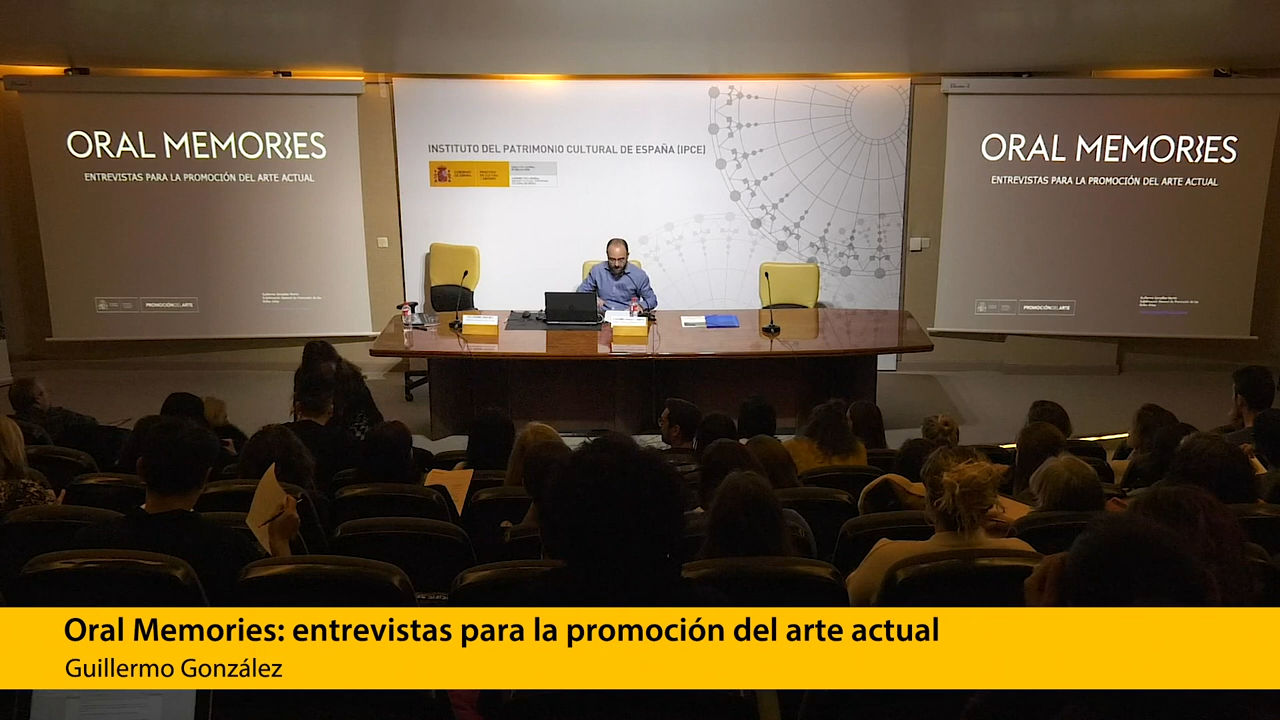 ORAL MEMORIES
ENTREVISTAS PARA LA PROMOCIÓN DEL ARTE ACTUAL
PROMOCIÓN DEL ARTE
INSTITUTO DEL PATRIMONIO CULTURAL DE ESPAÑA (IPCE)
ORAL MEMORIES
ENTREVISTAS PARA LA PROMOCIÓN DEL ARTE ACTUAL
PROMOCIÓN DEL ARTE
Oral Memories: entrevistas para la promoción del arte actual
Guillermo González